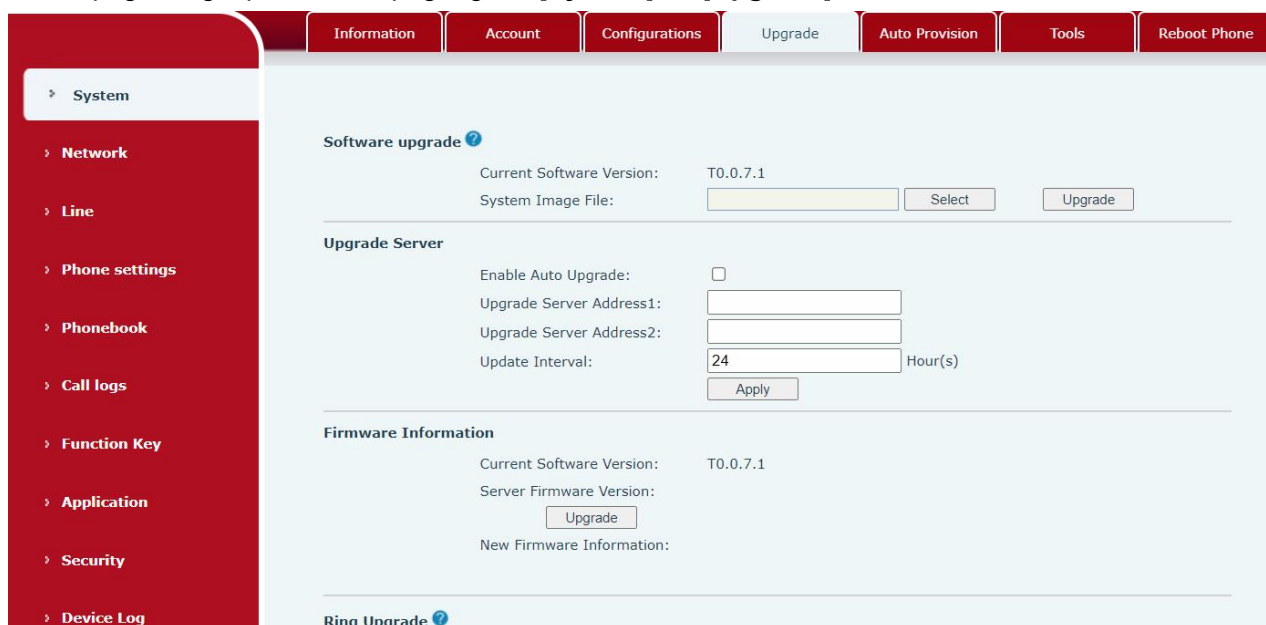 Information Account Configurations Upgrade Auto Provision Tools Reboot Phone
System
Network
Line
Phone settings
Phonebook
Call logs
Function Key
Application
Security
Device Log
Software upgrade ?
Current Software Version: T0.0.7.1
System Image File: Select Upgrade
Upgrade Server
Enable Auto Upgrade:
Upgrade Server Address1:
Upgrade Server Address2:
Update Interval: 24 Hour(s)
Apply
Firmware Information
Current Software Version: T0.0.7.1
Server Firmware Version:
Upgrade
New Firmware Information:
Ring Upgrade ?